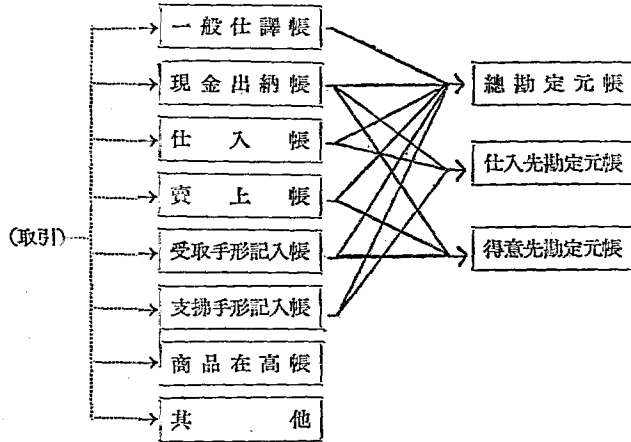 一般仕譯帳
現金出納帳
仕入帳
賣上帳
受取手形記入帳
支拂手形記入帳
商品在高帳
其他
(取引)
總勘定元帳
仕入先勘定元帳
得意先勘定元帳